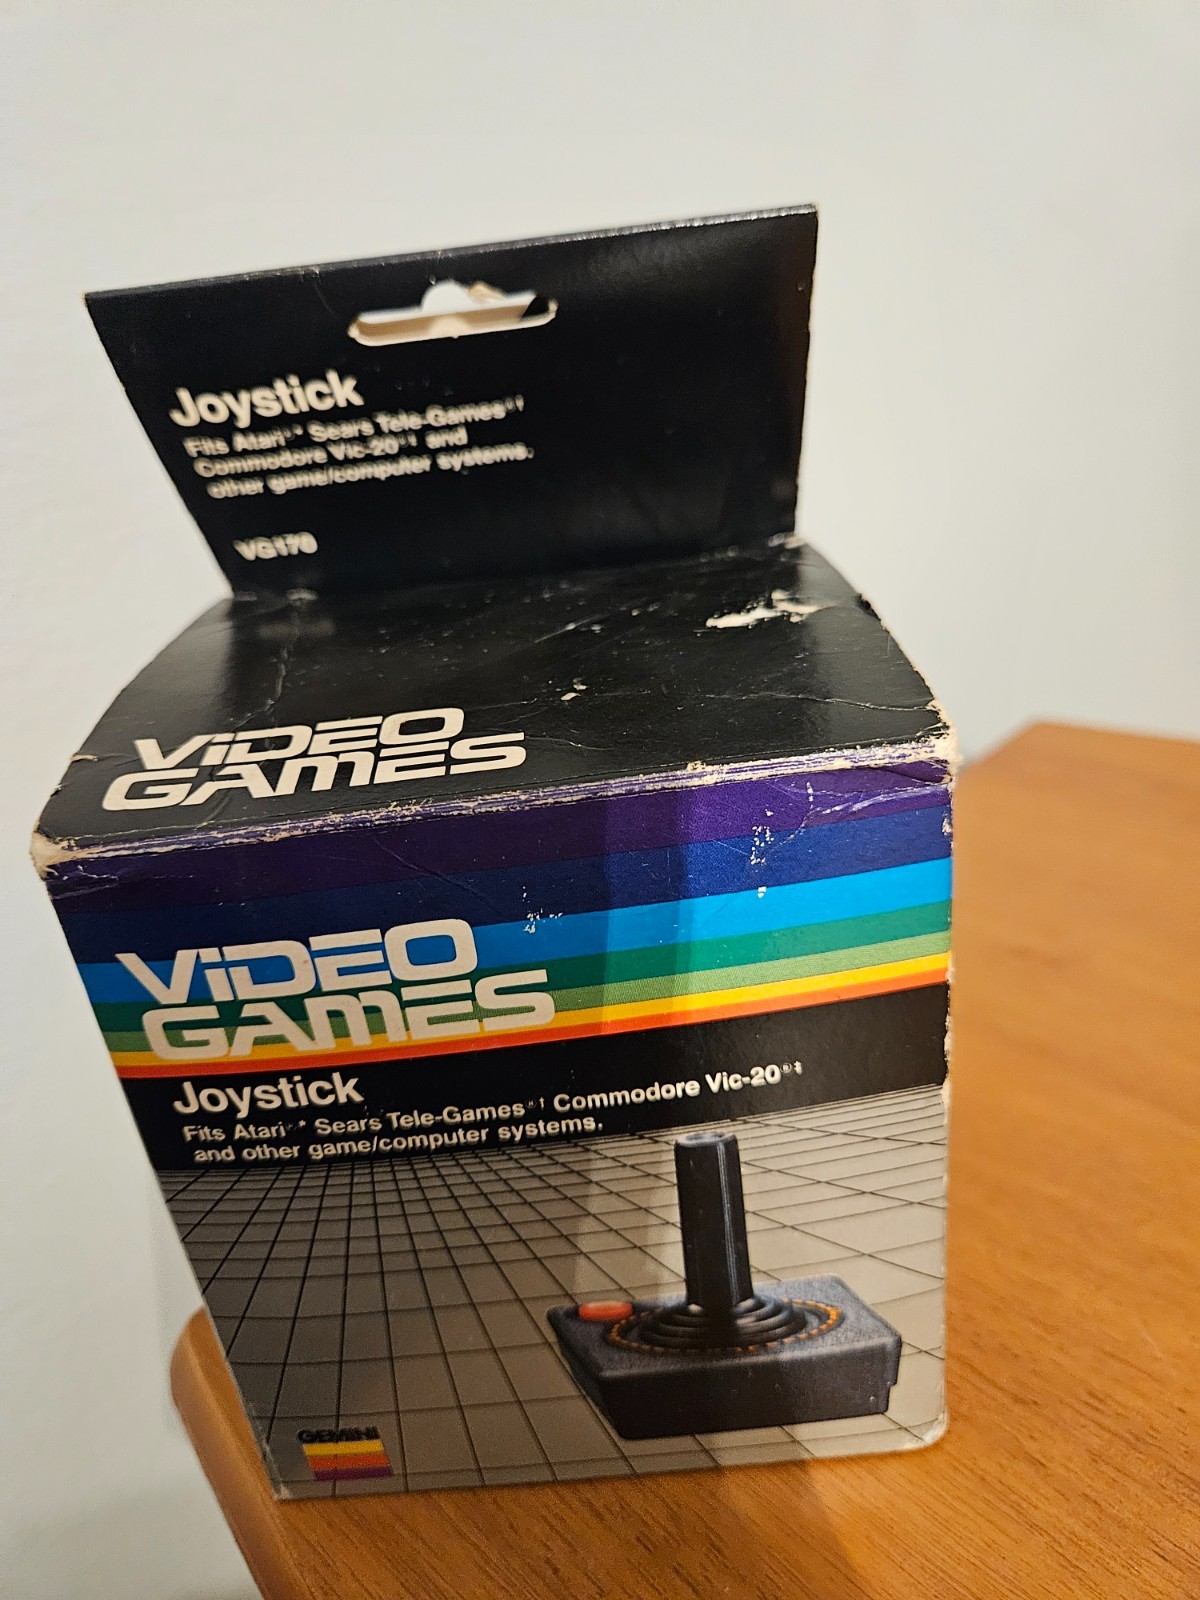 Joystick
Fits Atari®* Sears Tele-Games®†
Commodore Vic-20®‡ and
other game/computer systems.
VG170
ViDEO
GAMES
ViDEO
GAMES
Joystick
Fits Atari®* Sears Tele-Games®† Commodore Vic-20®‡
and other game/computer systems.
GEMINI